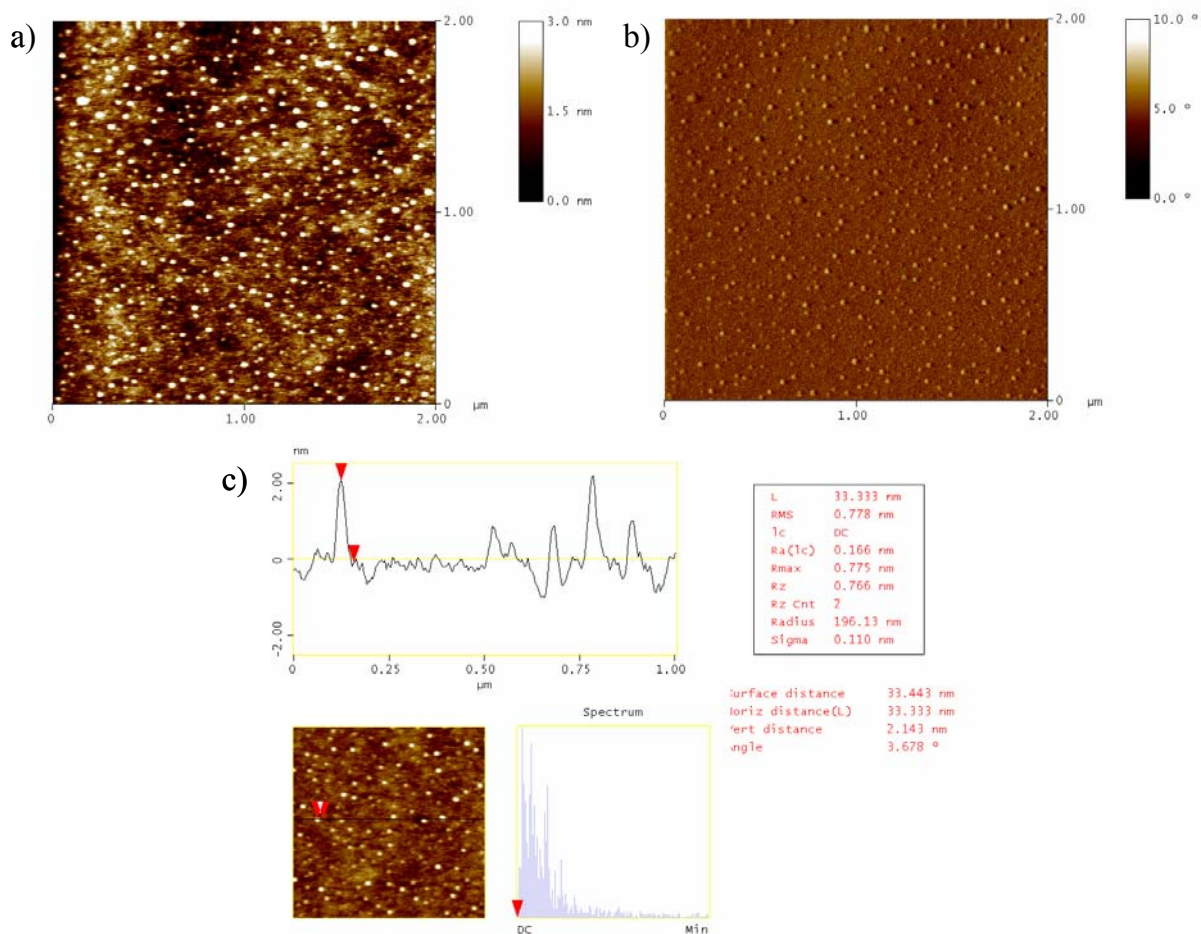 a)
2.00
1.00
0
µm
0 1.00 2.00
3.0 nm
1.5 nm
0.0 nm
b)
2.00
1.00
0
µm
0 1.00 2.00
10.0 º
5.0 º
0.0 º
c)
nm
2.00
0
-2.00
0 0.25 0.50 0.75 1.00
µm
L 33.333 nm
RMS 0.778 nm
lc DC
Ra(lc) 0.166 nm
Rmax 0.775 nm
Rz 0.766 nm
Rz Cnt 2
Radius 196.13 nm
Sigma 0.110 nm
urface distance 33.443 nm
oriz distance(L) 33.333 nm
ert distance 2.143 nm
ngle 3.678 º
Spectrum
DC Min